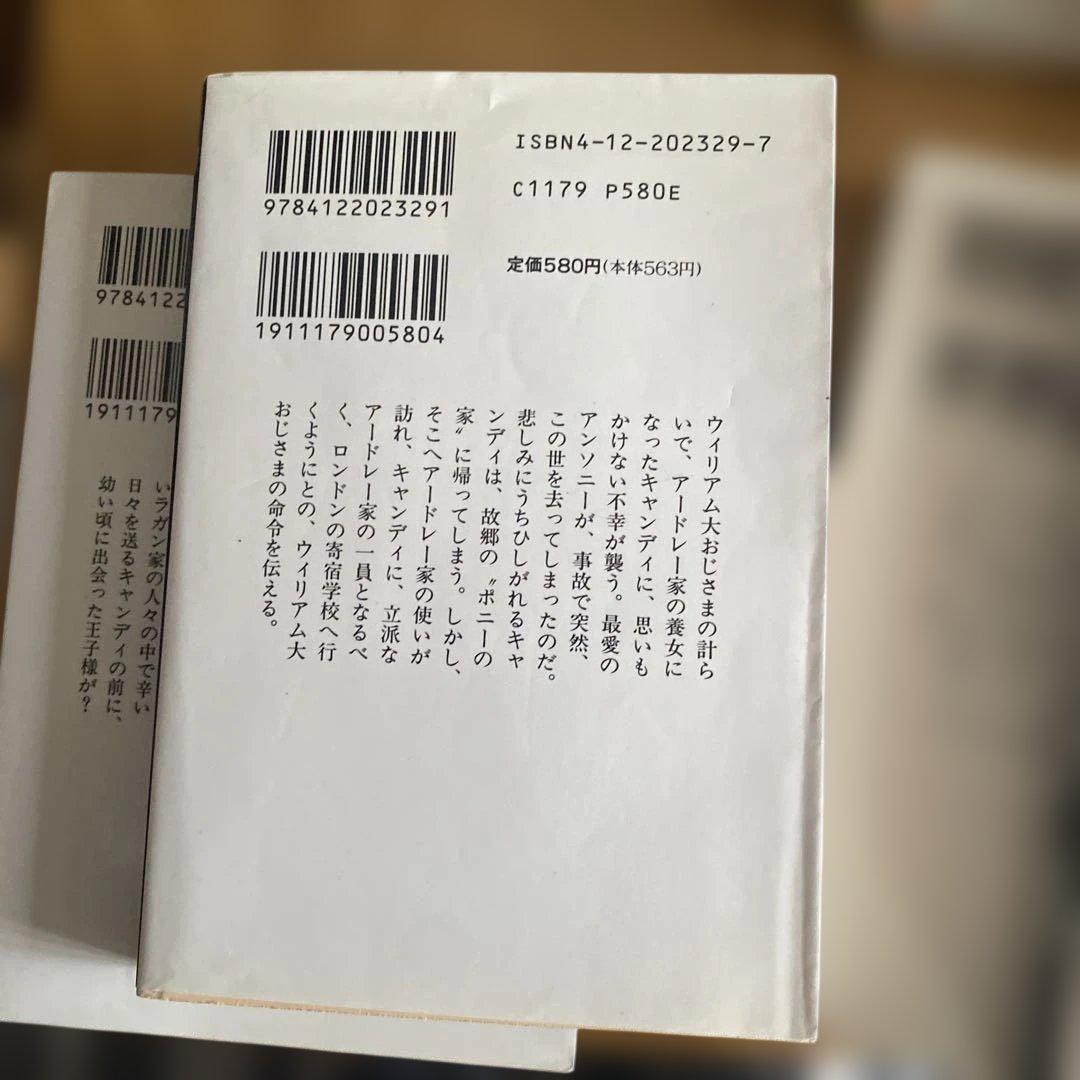 ISBN4-12-202329-7
C1179 P580E
9784122023291
1911179005804
定価580円(本体563円)
ウィリアム大おじさまの計ら
いで、アードレー家の養女に
なったキャンディに、思いも
かけない不幸が襲う。最愛の
アンソニーが、事故で突然、
この世を去ってしまったのだ。
悲しみにうちひしがれるキャ
ンディは、故郷の〝ポニーの
家〟に帰ってしまう。しかし、
そこへアードレー家の使いが
訪れ、キャンディに、立派な
アードレー家の一員となるべ
く、ロンドンの寄宿学校へ行
くようにとの、ウィリアム大
おじさまの命令を伝える。
9784122
1911179
いラガン家の人々の中で辛い
日々を送るキャンディの前に、
幼い頃に出会った王子様が?